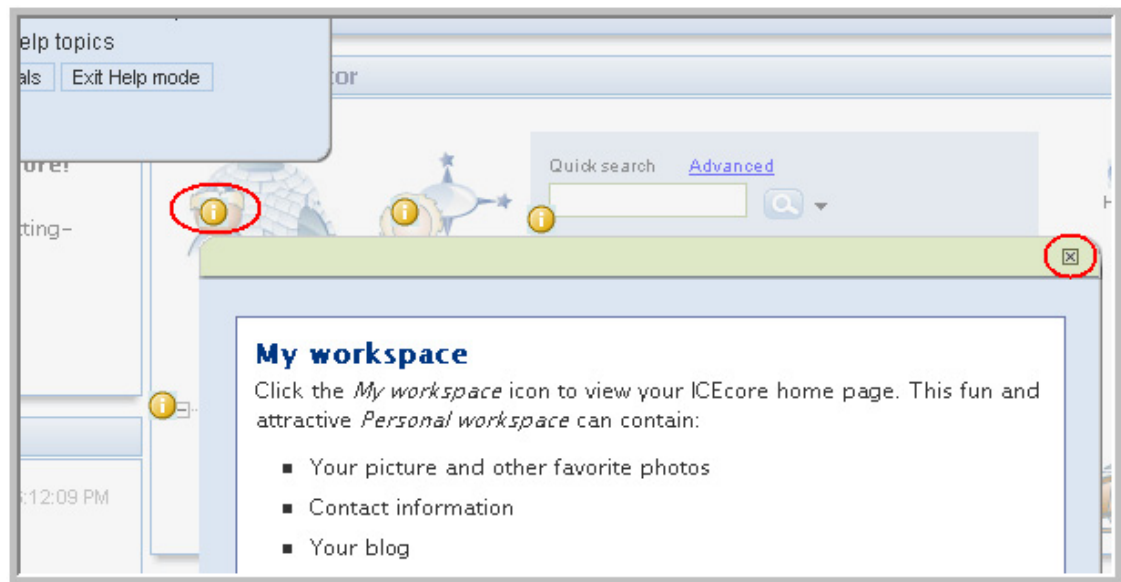 elp topics
als Exit Help mode
tor
ore!
Quick search Advanced
tting-
H
My workspace
Click the My workspace icon to view your ICEcore home page. This fun and
attractive Personal workspace can contain:
▪ Your picture and other favorite photos
▪ Contact information
:12:09 PM
▪ Your blog